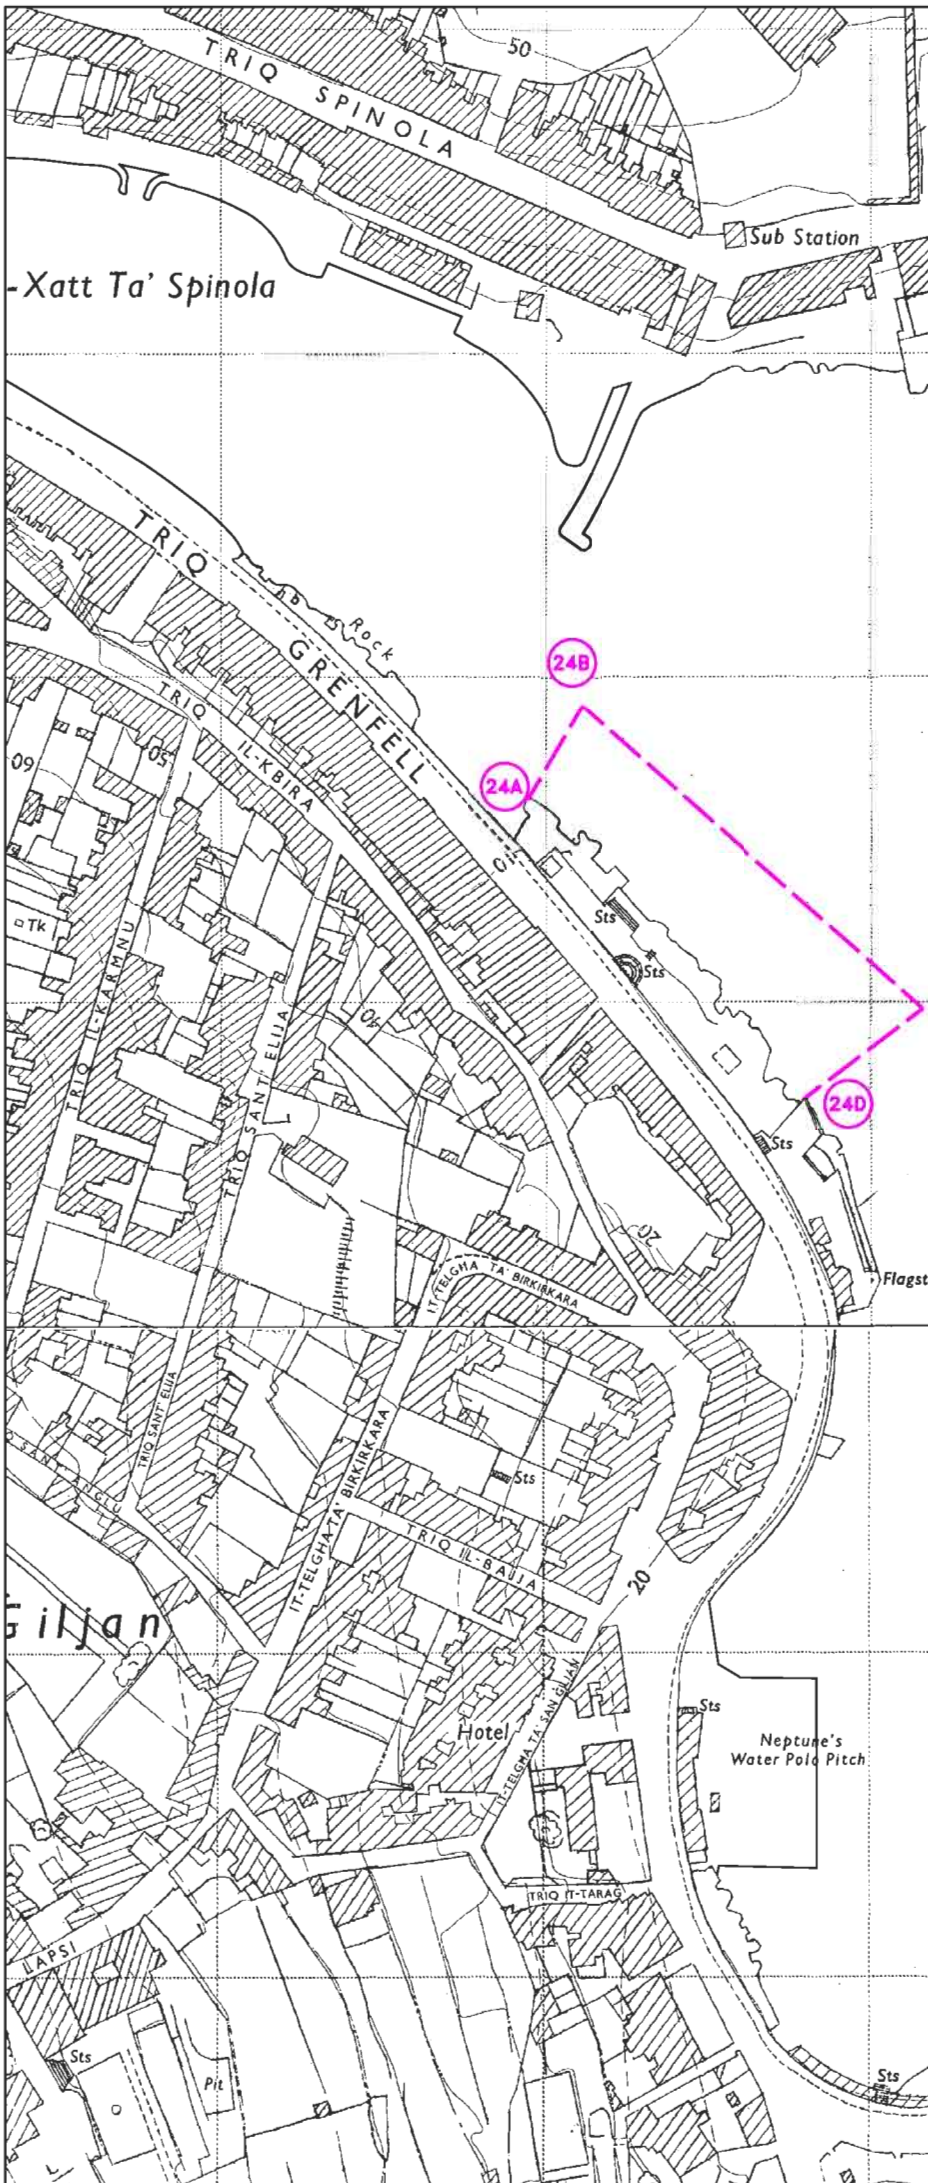 50
TRIQ SPINOLA
Sub Station
-Xatt Ta' Spinola
TRIQ GRENFELL
Rock
24B
TRIQ IL-KBIRA
60
50
24A
10
Sts
Tk
Sts
TRIQ IL-KARMNU
40
TRIQ SANT ELIJA
24D
Sts
20
IT-TELGHA TA' BIRKIRKARA
Flagst
TRIQ SANT' ELIJA
IT-TELGHA TA' BIRKIRKARA
Sts
TRIQ IL-BAJJA
20
Giljan
IT-TELGHA TA' SAN GILJAN
Sts
Hotel
Neptune's
Water Polo Pitch
TRIQ IT-TARAG
LAPSI
Sts
Pit
Sts